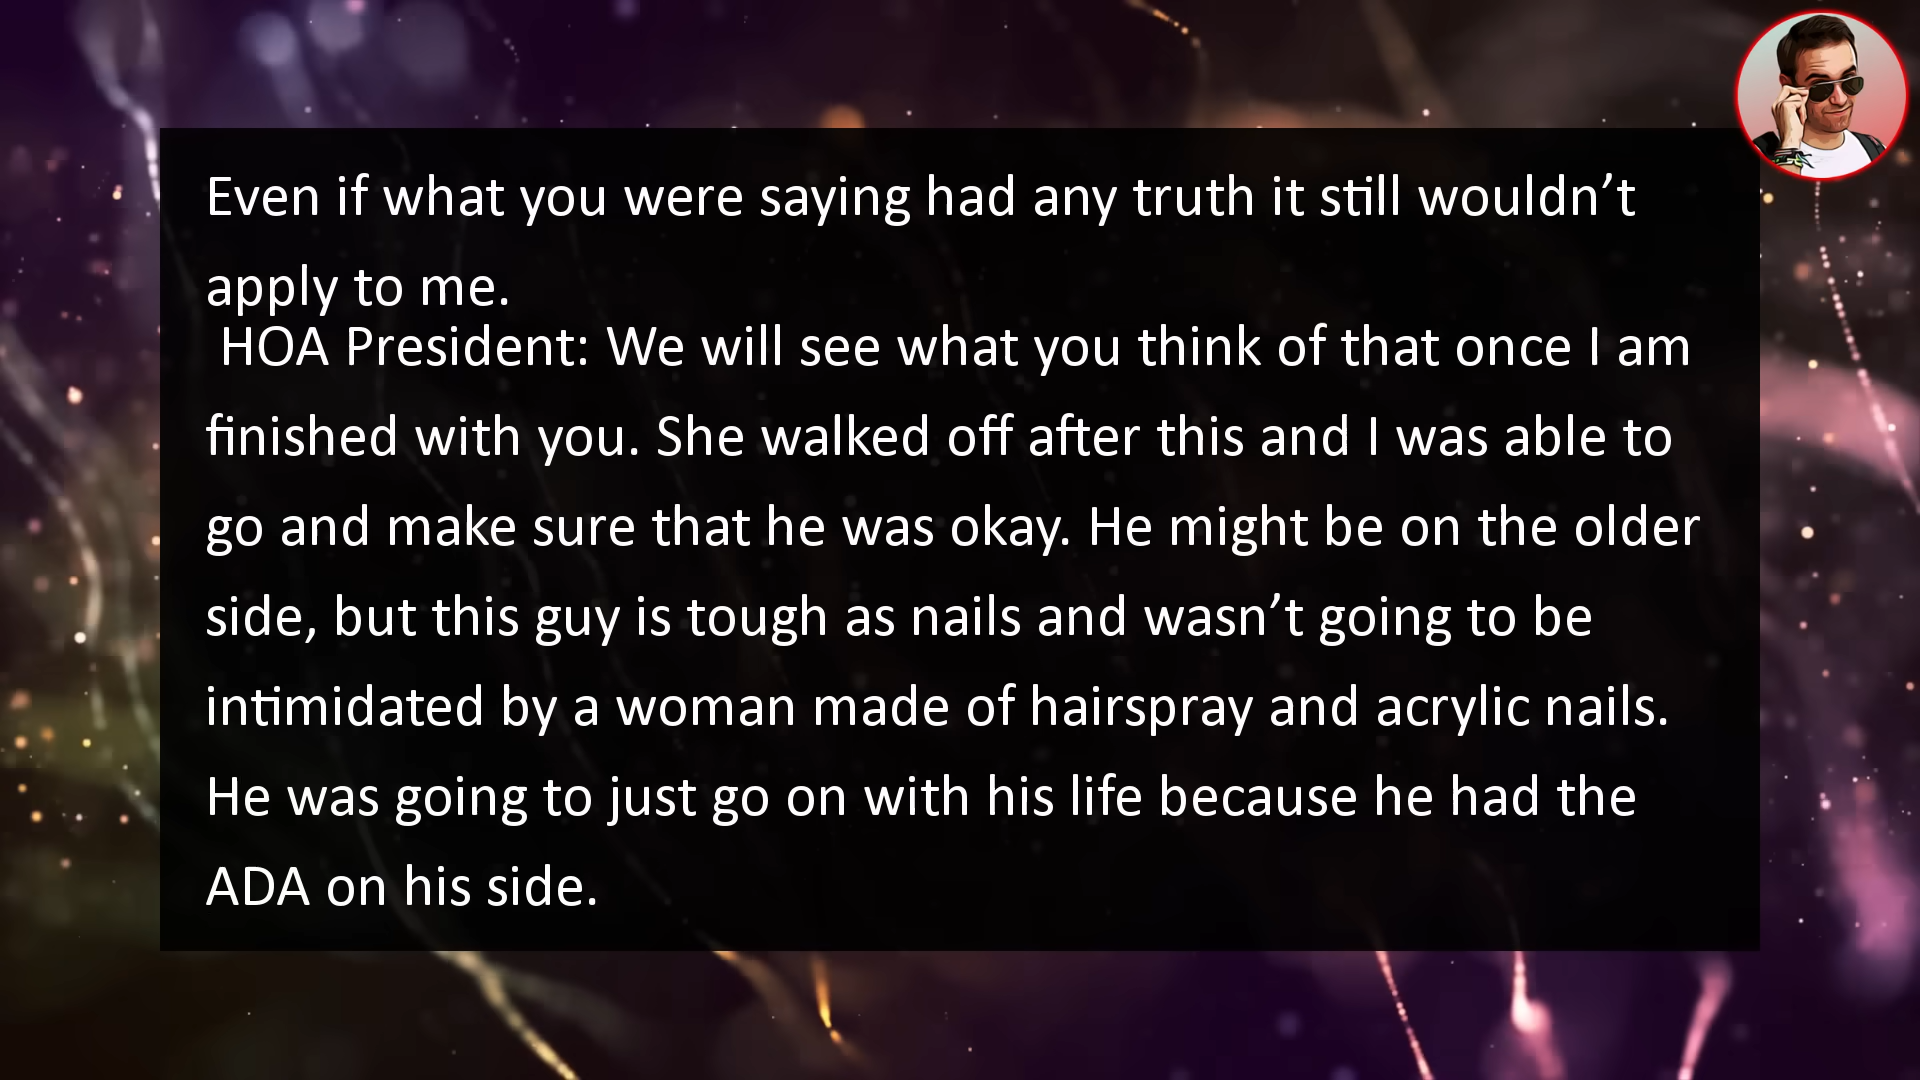 Even if what you were saying had any truth it still wouldn’t
apply to me.
HOA President: We will see what you think of that once I am
finished with you. She walked off after this and I was able to
go and make sure that he was okay. He might be on the older
side, but this guy is tough as nails and wasn’t going to be
intimidated by a woman made of hairspray and acrylic nails.
He was going to just go on with his life because he had the
ADA on his side.